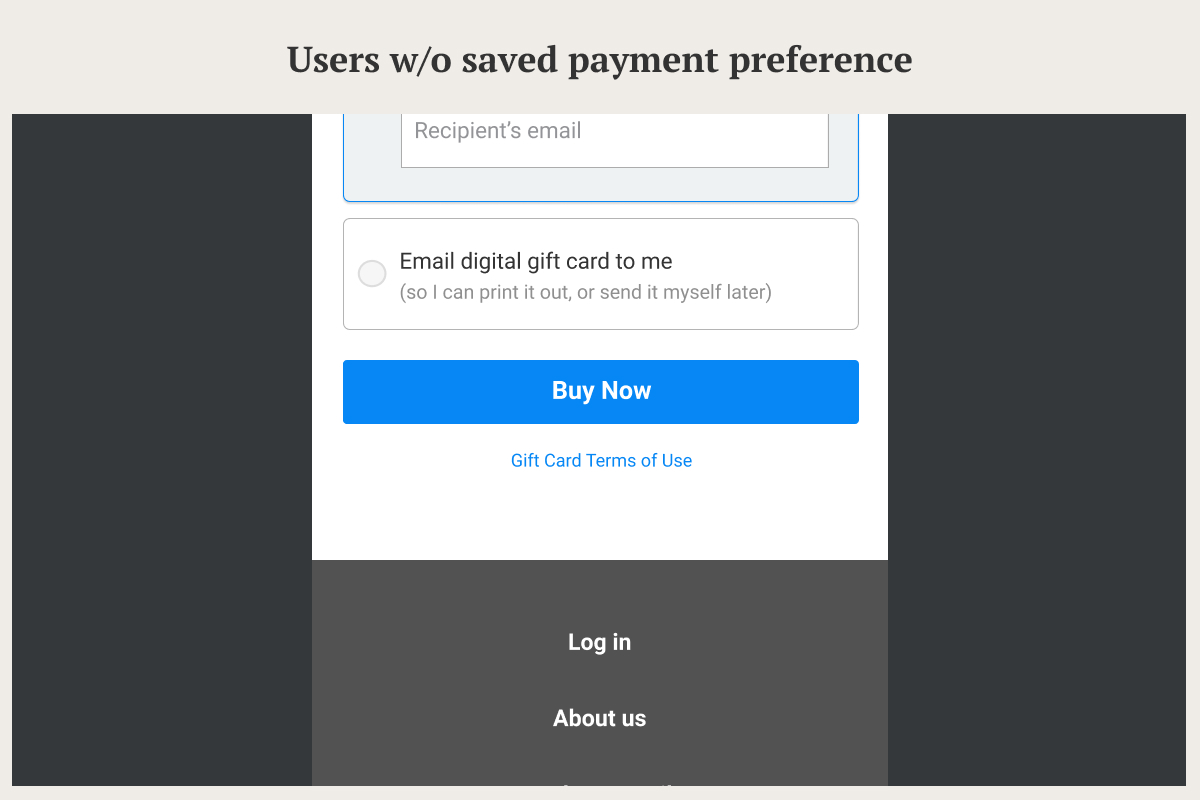 Users w/o saved payment preference
Recipient’s email
Email digital gift card to me
(so I can print it out, or send it myself later)
Buy Now
Gift Card Terms of Use
Log in
About us